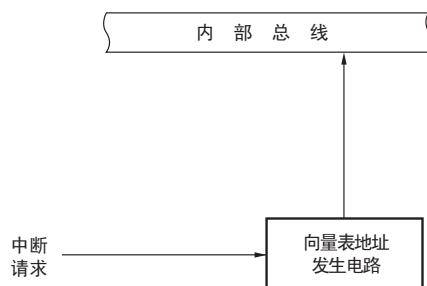 内部总线
中断
请求
向量表地址
发生电路